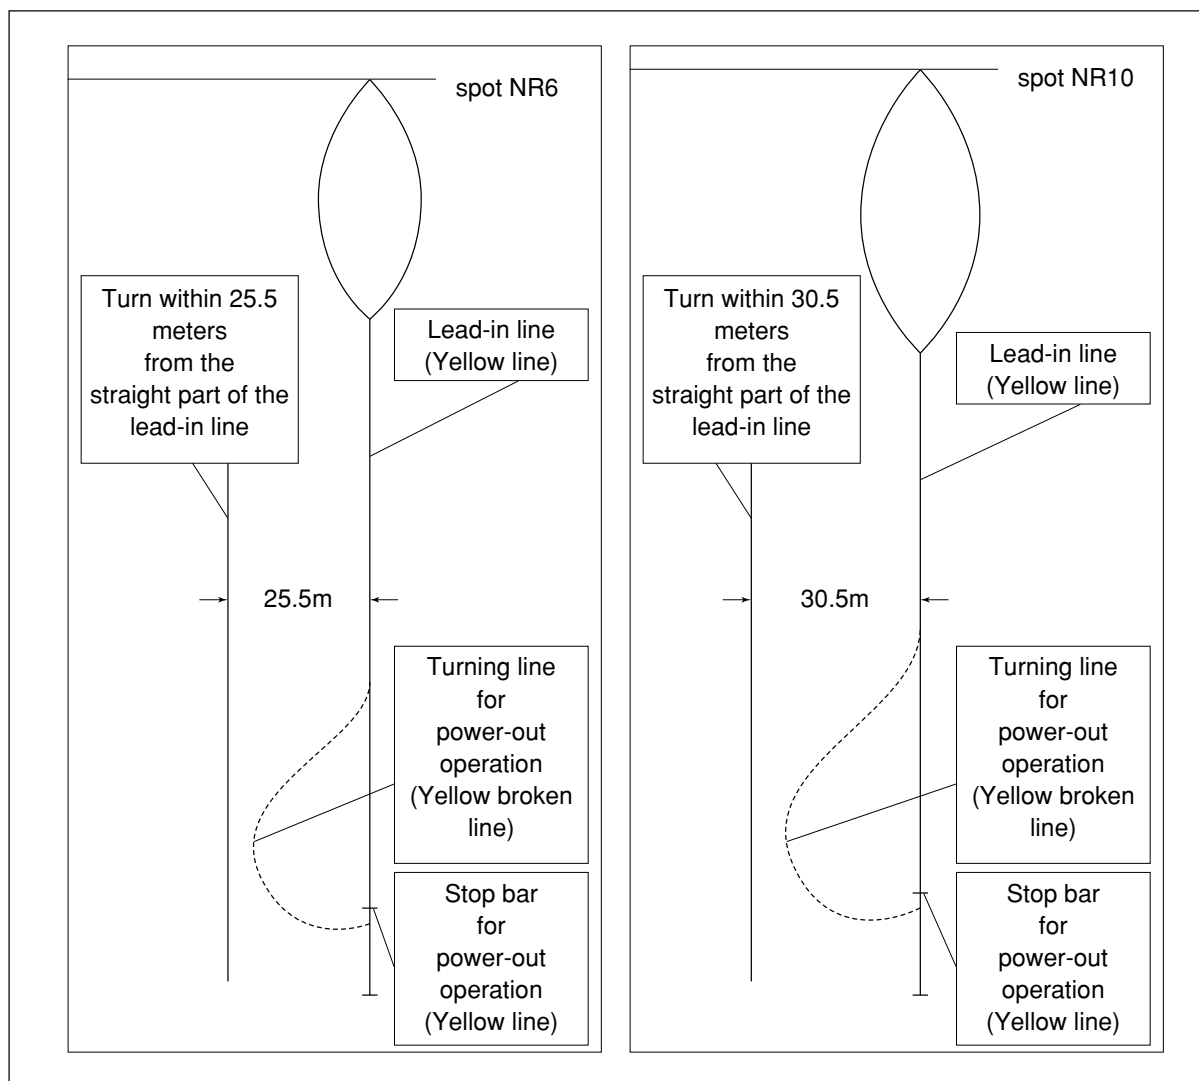 spot NR6
Turn within 25.5
meters
from the
straight part of the
lead-in line
Lead-in line
(Yellow line)
25.5m
Turning line
for
power-out
operation
(Yellow broken
line)
Stop bar
for
power-out
operation
(Yellow line)
spot NR10
Turn within 30.5
meters
from the
straight part of the
lead-in line
Lead-in line
(Yellow line)
30.5m
Turning line
for
power-out
operation
(Yellow broken
line)
Stop bar
for
power-out
operation
(Yellow line)